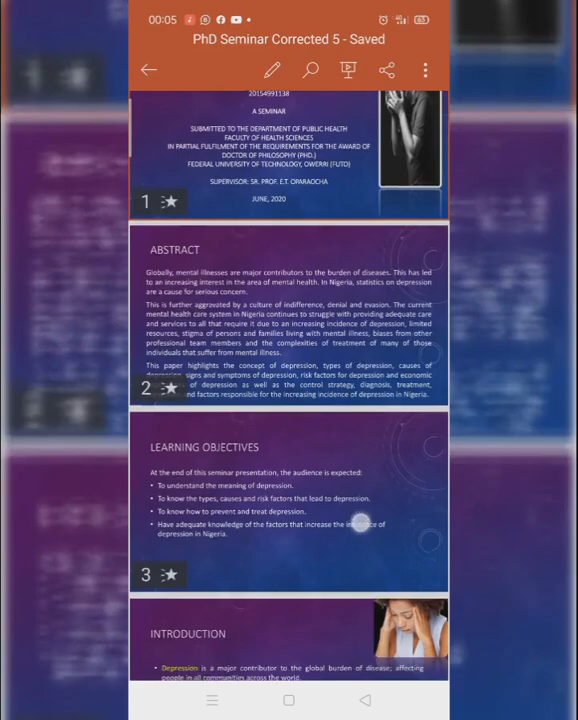 00:05
PhD Seminar Corrected 5 - Saved
20154991138
A SEMINAR
SUBMITTED TO THE DEPARTMENT OF PUBLIC HEALTH
FACULTY OF HEALTH SCIENCES
IN PARTIAL FULFILMENT OF THE REQUIREMENTS FOR THE AWARD OF
DOCTOR OF PHILOSOPHY (PHD.)
FEDERAL UNIVERSITY OF TECHNOLOGY, OWERRI (FUTO)
SUPERVISOR: SR. PROF. E.T. OPARAOCHA
JUNE, 2020
1
ABSTRACT
Globally, mental illnesses are major contributors to the burden of diseases. This has led
to an increasing interest in the area of mental health. In Nigeria, statistics on depression
are a cause for serious concern.
This is further aggravated by a culture of indifference, denial and evasion. The current
mental health care system in Nigeria continues to struggle with providing adequate care
and services to all that require it due to an increasing incidence of depression, limited
resources, stigma of persons and families living with mental illness, biases from other
professional team members and the complexities of treatment of many of those
individuals that suffer from mental illness.
This paper highlights the concept of depression, types of depression, causes of
signs and symptoms of depression, risk factors for depression and economic
of depression as well as the control strategy, diagnosis, treatment,
and factors responsible for the increasing incidence of depression in Nigeria.
2
LEARNING OBJECTIVES
At the end of this seminar presentation, the audience is expected:
• To understand the meaning of depression.
• To know the types, causes and risk factors that lead to depression.
• To know how to prevent and treat depression.
• Have adequate knowledge of the factors that increase the of
depression in Nigeria.
3
INTRODUCTION
• Depression is a major contributor to the global burden of disease; affecting
people in all communities across the world.